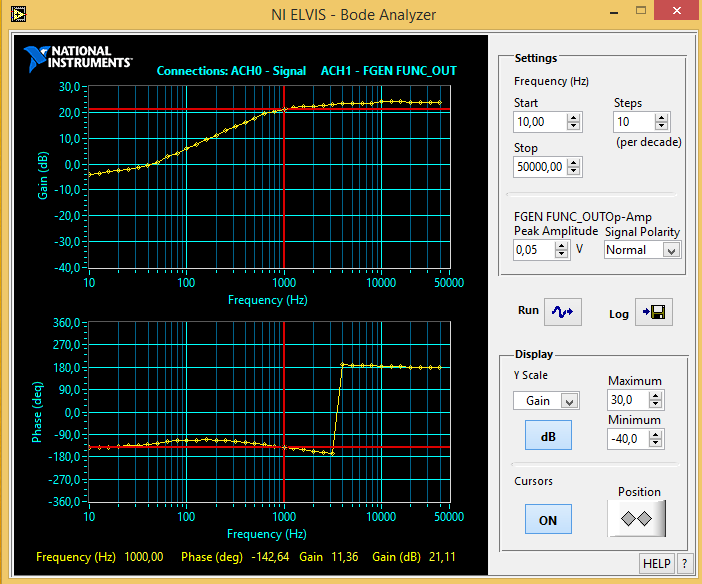 NI ELVIS - Bode Analyzer
NATIONAL
INSTRUMENTS™
Connections: ACH0 - Signal ACH1 - FGEN FUNC_OUT
30,0
20,0
10,0
0,0
-10,0
-20,0
-30,0
-40,0
Gain (dB)
10 100 1000 10000 50000
Frequency (Hz)
360,0
270,0
180,0
90,0
0,0
-90,0
-180,0
-270,0
-360,0
Phase (deg)
10 100 1000 10000 50000
Frequency (Hz)
Frequency (Hz) 1000,00 Phase (deg) -142,64 Gain 11,36 Gain (dB) 21,11
Settings
Frequency (Hz)
Start Steps
10,00 10
(per decade)
Stop
50000,00
FGEN FUNC_OUT Op-Amp
Peak Amplitude Signal Polarity
0,05 V Normal
Run Log
Display
Y Scale Maximum
Gain 30,0
Minimum
dB -40,0
Cursors
Position
ON
HELP ?